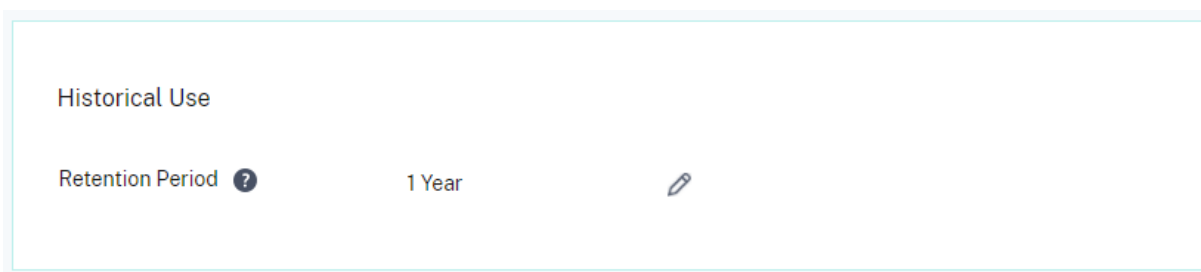 Historical Use
Retention Period ? 1 Year